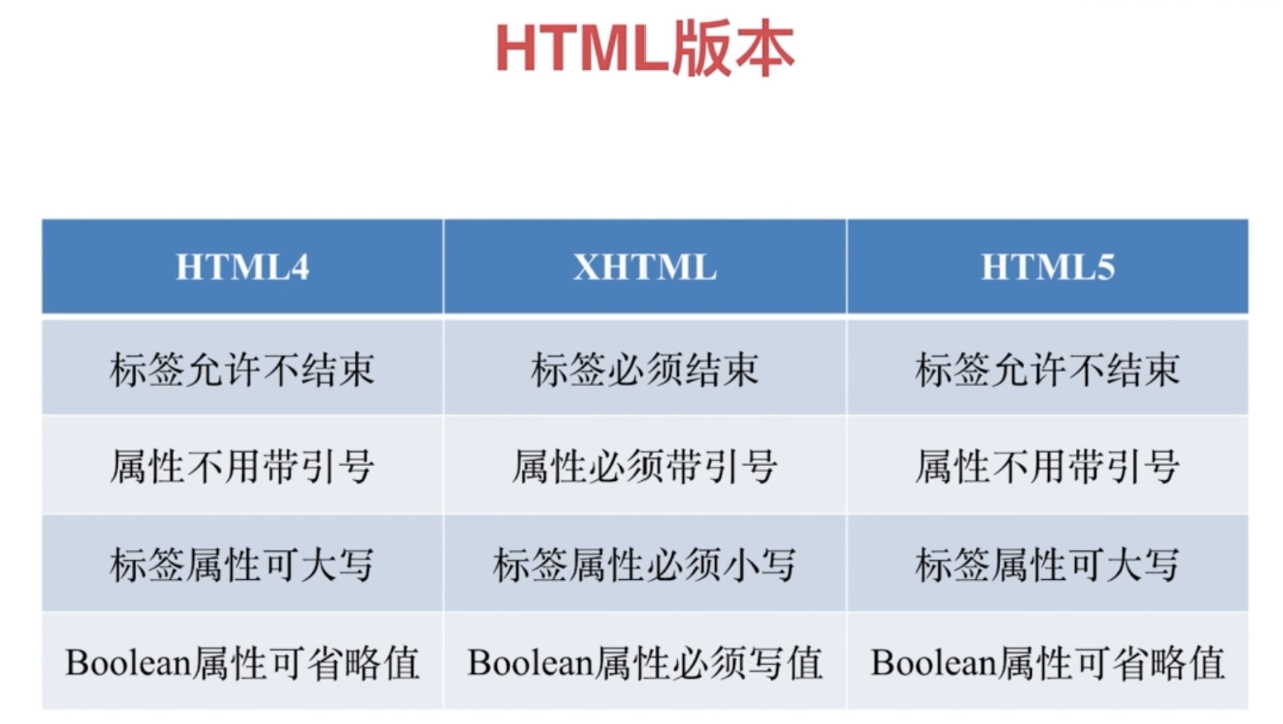 HTML版本
HTML4 XHTML HTML5
标签允许不结束 标签必须结束 标签允许不结束
属性不用带引号 属性必须带引号 属性不用带引号
标签属性可大写 标签属性必须小写 标签属性可大写
Boolean属性可省略值 Boolean属性必须写值 Boolean属性可省略值